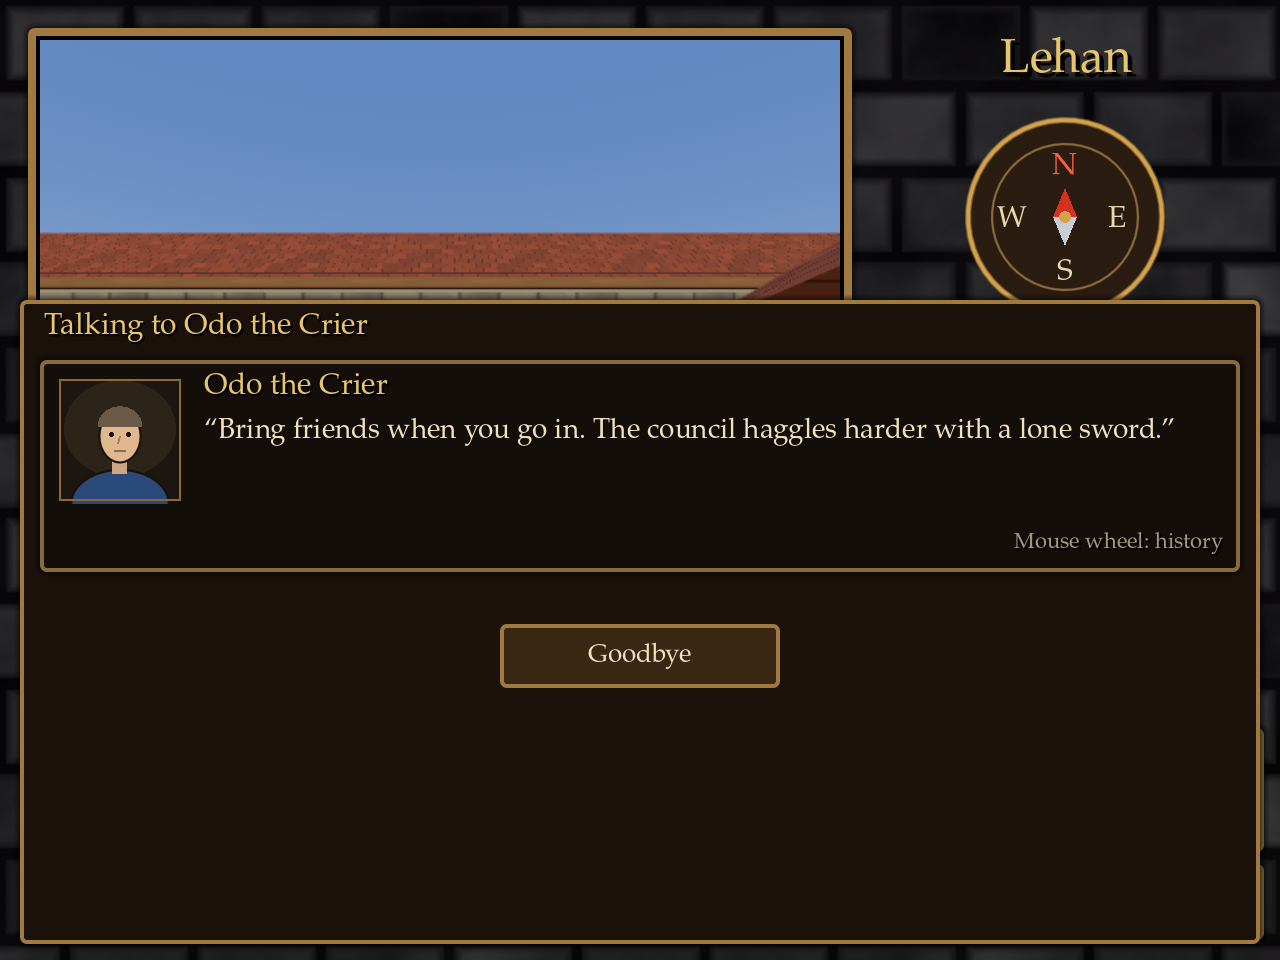 Lehan
N
W E
S
Talking to Odo the Crier
Odo the Crier
“Bring friends when you go in. The council haggles harder with a lone sword.”
Mouse wheel: history
Goodbye